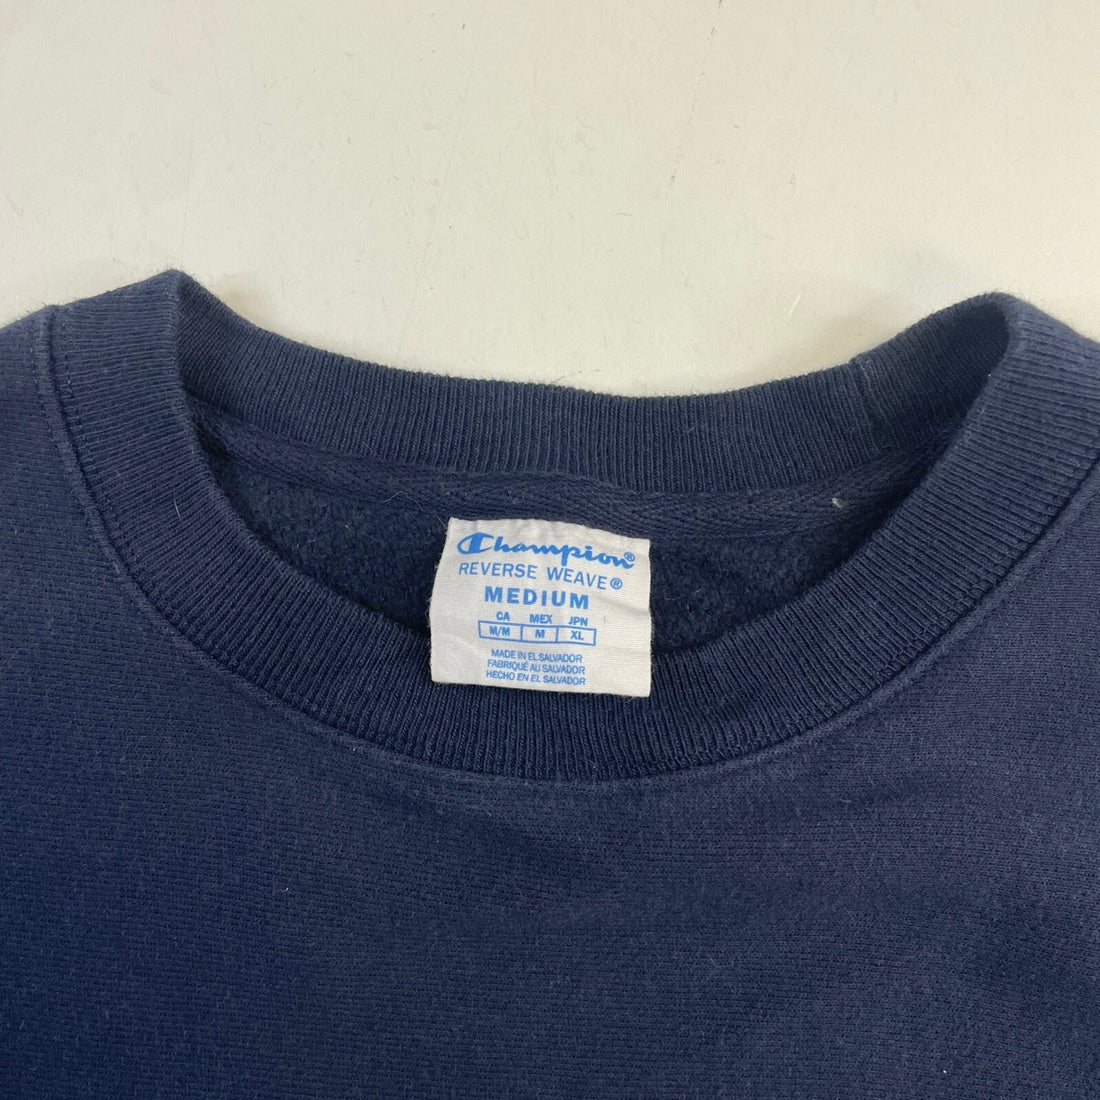 Champion®
REVERSE WEAVE®
MEDIUM
CA MEX JPN
M/M M XL
MADE IN EL SALVADOR
FABRIQUÉ AU SALVADOR
HECHO EN EL SALVADOR